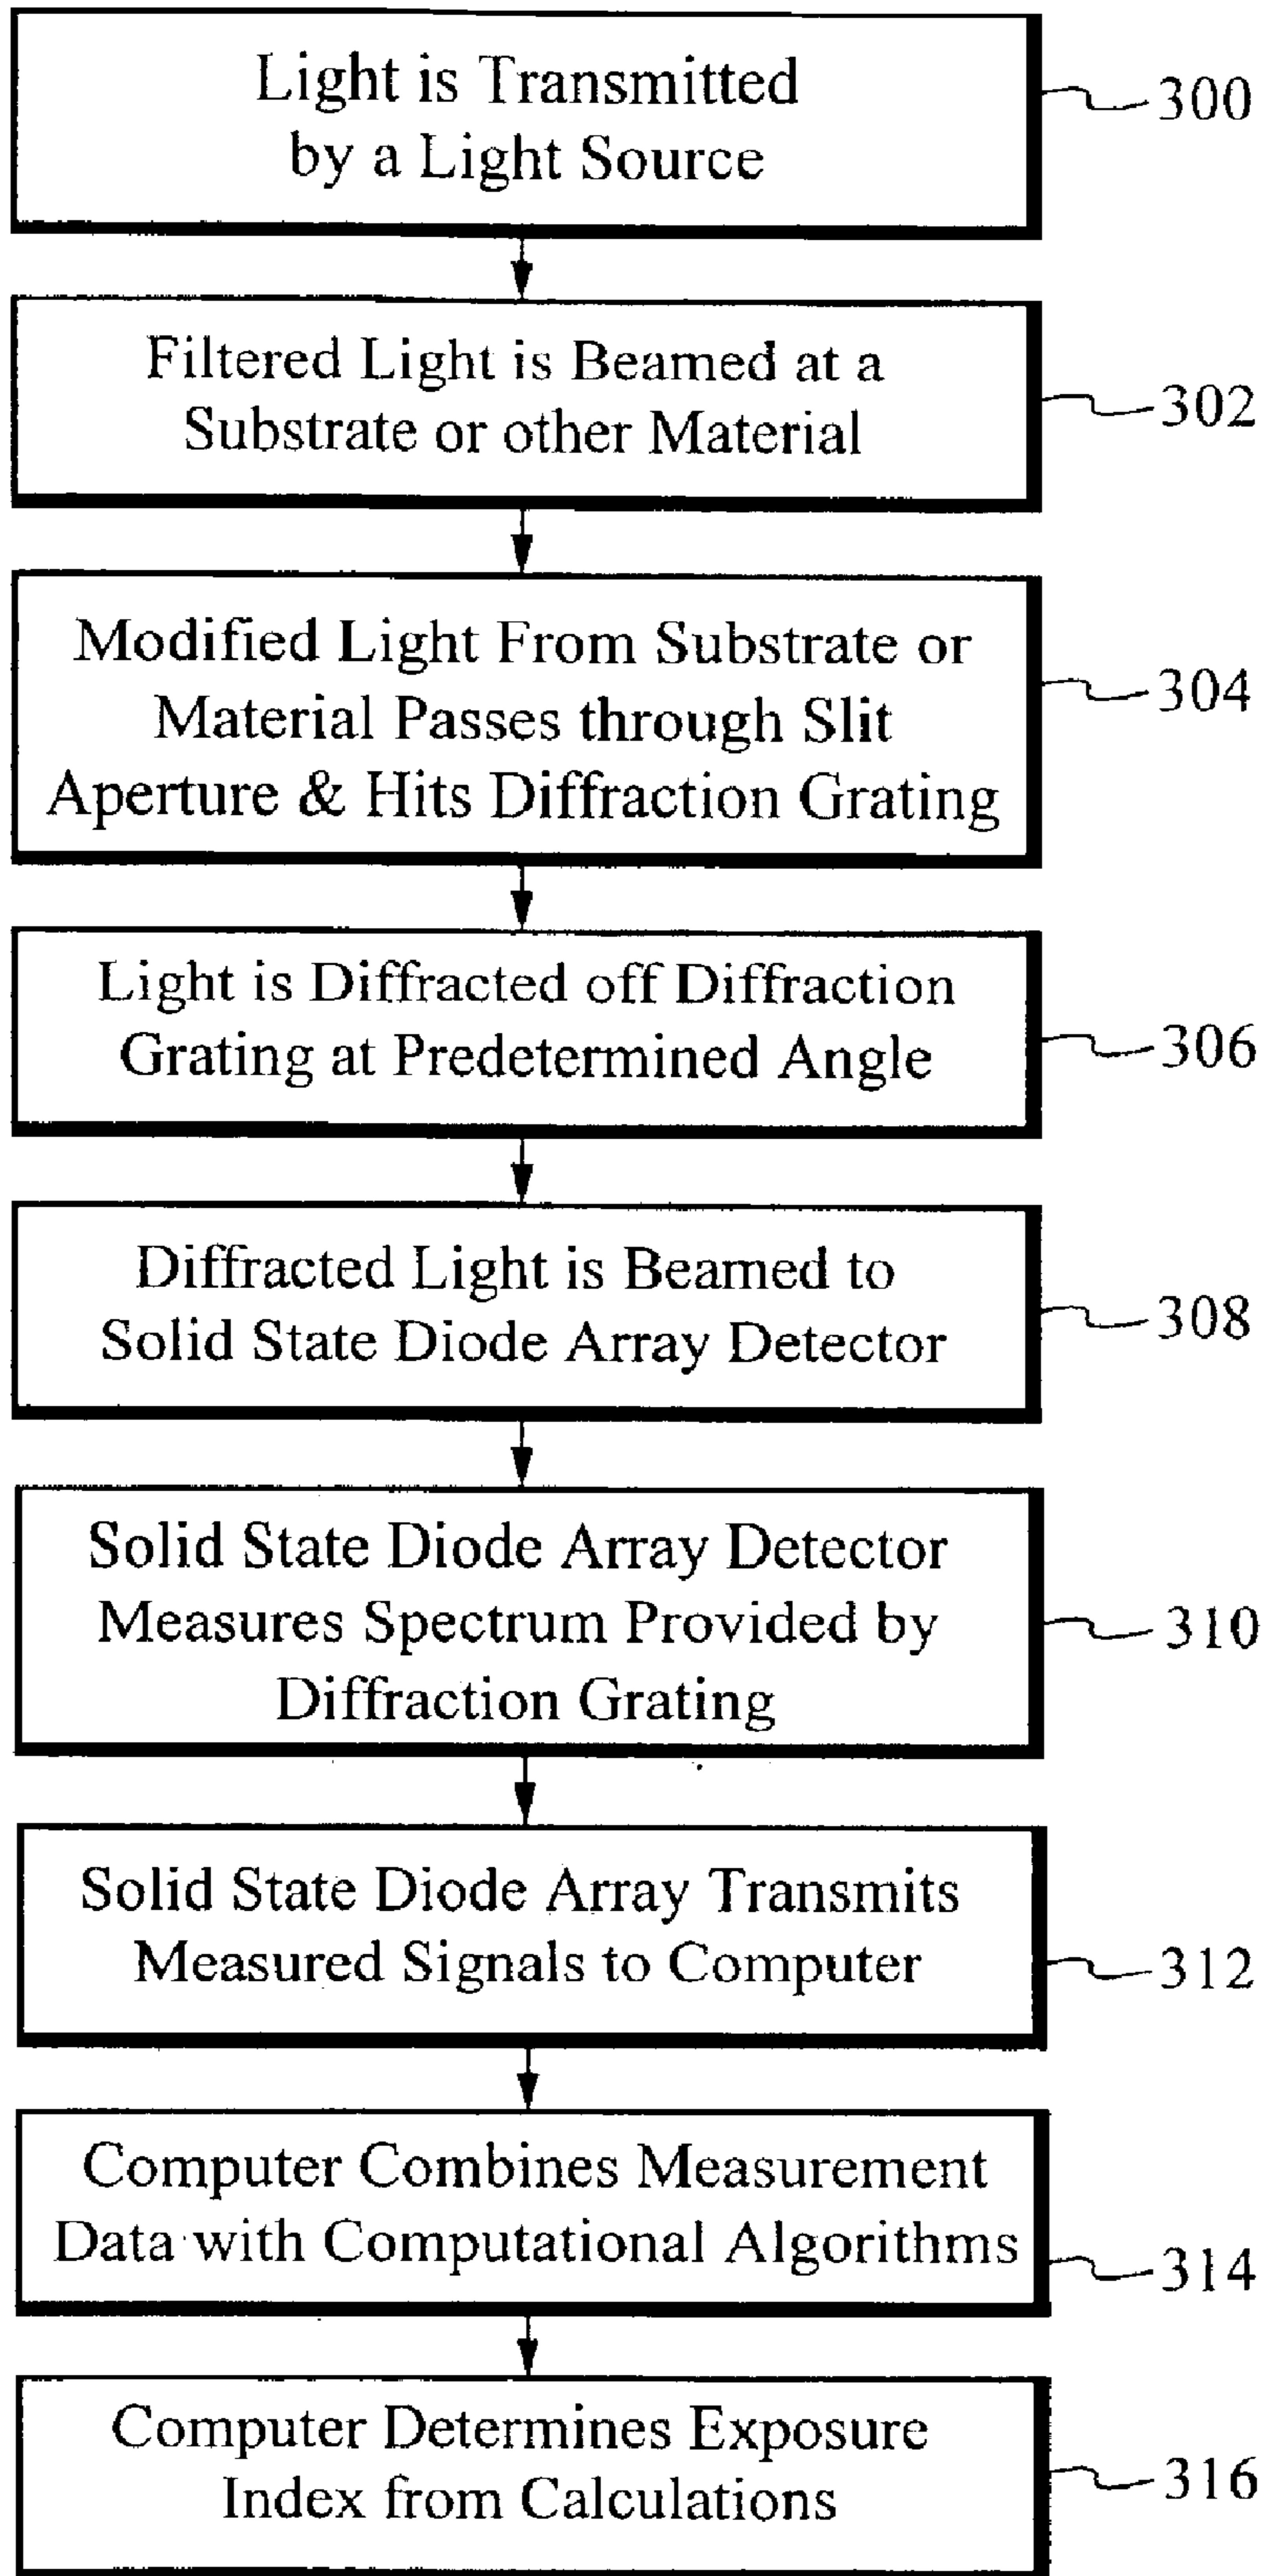 Light is Transmitted
by a Light Source
300
Filtered Light is Beamed at a
Substrate or other Material
302
Modified Light From Substrate or
Material Passes through Slit
Aperture & Hits Diffraction Grating
304
Light is Diffracted off Diffraction
Grating at Predetermined Angle
306
Diffracted Light is Beamed to
Solid State Diode Array Detector
308
Solid State Diode Array Detector
Measures Spectrum Provided by
Diffraction Grating
310
Solid State Diode Array Transmits
Measured Signals to Computer
312
Computer Combines Measurement
Data with Computational Algorithms
314
Computer Determines Exposure
Index from Calculations
316